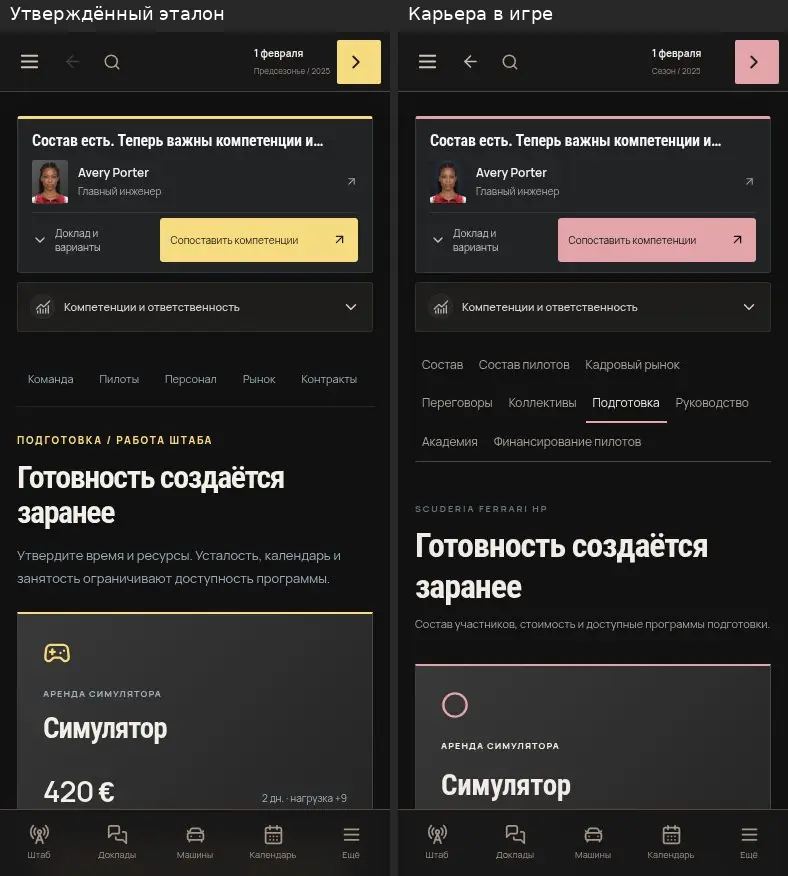 Утверждённый эталон
1 февраля
Предсезонье / 2025
Состав есть. Теперь важны компетенции и...
Avery Porter
Главный инженер
Доклад и
варианты
Сопоставить компетенции
Компетенции и ответственность
Команда
Пилоты
Персонал
Рынок
Контракты
ПОДГОТОВКА / РАБОТА ШТАБА
Готовность создаётся
заранее
Утвердите время и ресурсы. Усталость, календарь и
занятость ограничивают доступность программы.
АРЕНДА СИМУЛЯТОРА
Симулятор
420 €
2 дн. · нагрузка +9
Штаб
Доклады
Машины
Календарь
Ещё
Карьера в игре
1 февраля
Сезон / 2025
Состав есть. Теперь важны компетенции и...
Avery Porter
Главный инженер
Доклад и
варианты
Сопоставить компетенции
Компетенции и ответственность
Состав
Состав пилотов
Кадровый рынок
Переговоры
Коллективы
Подготовка
Руководство
Академия
Финансирование пилотов
SCUDERIA FERRARI HP
Готовность создаётся
заранее
Состав участников, стоимость и доступные программы подготовки.
АРЕНДА СИМУЛЯТОРА
Симулятор
Штаб
Доклады
Машины
Календарь
Ещё